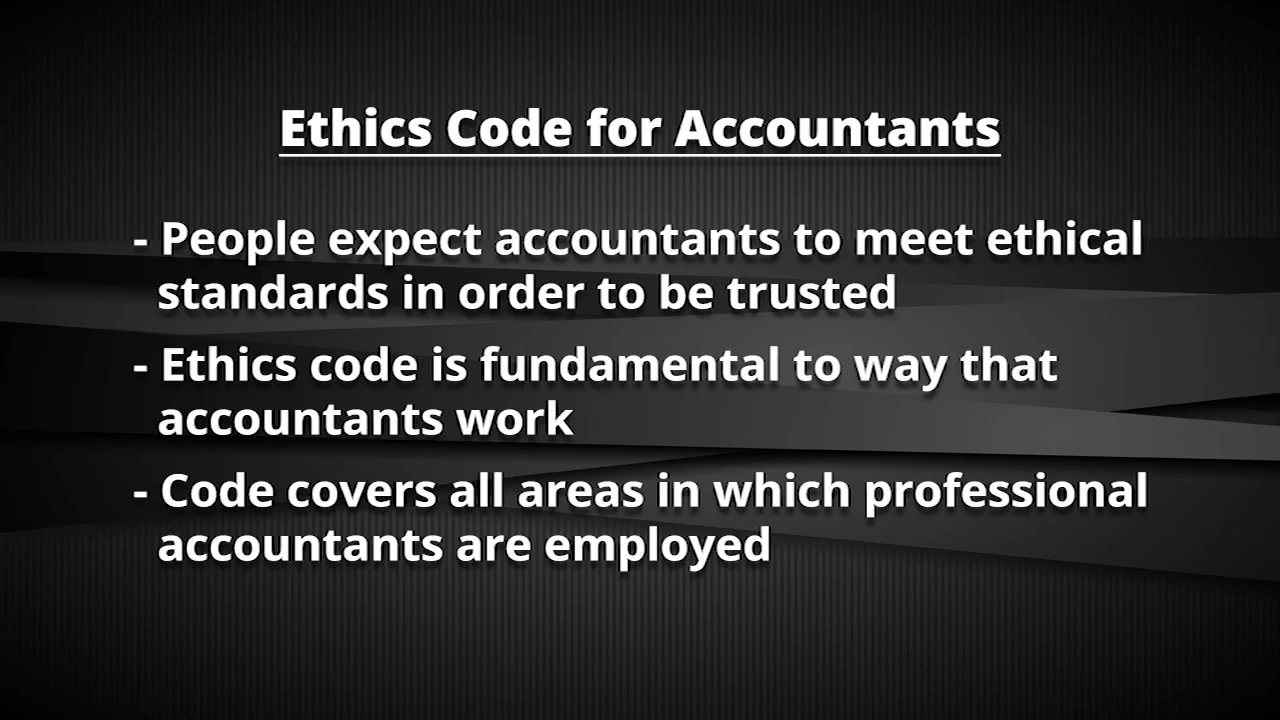 Ethics Code for Accountants
- People expect accountants to meet ethical
standards in order to be trusted
- Ethics code is fundamental to way that
accountants work
- Code covers all areas in which professional
accountants are employed